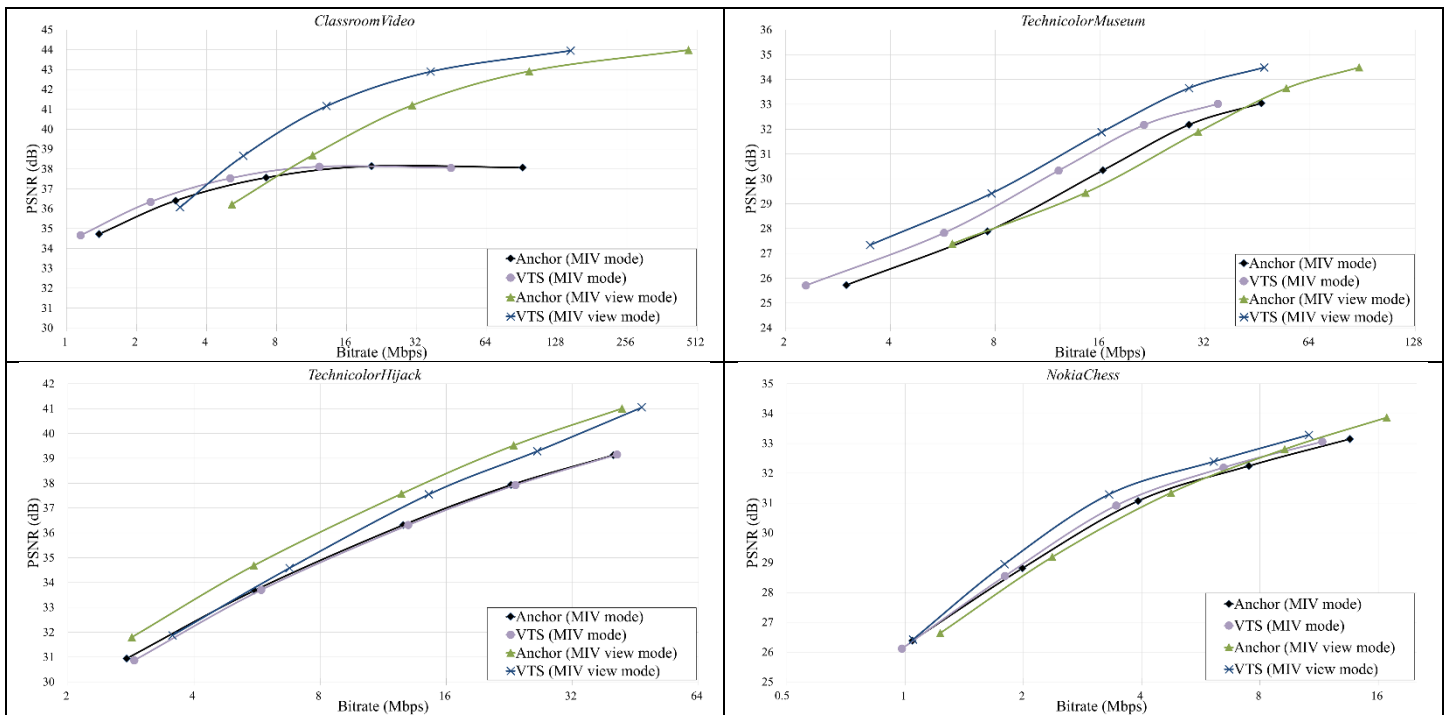 ClassroomVideo
PSNR (dB)
45
44
43
42
41
40
39
38
37
36
35
34
33
32
31
30
1 2 4 8 16 32 64 128 256 512
Bitrate (Mbps)
Anchor (MIV mode)
VTS (MIV mode)
Anchor (MIV view mode)
VTS (MIV view mode)
TechnicolorMuseum
PSNR (dB)
36
35
34
33
32
31
30
29
28
27
26
25
24
2 4 8 16 32 64 128
Bitrate (Mbps)
Anchor (MIV mode)
VTS (MIV mode)
Anchor (MIV view mode)
VTS (MIV view mode)
TechnicolorHijack
PSNR (dB)
42
41
40
39
38
37
36
35
34
33
32
31
30
2 4 8 16 32 64
Bitrate (Mbps)
Anchor (MIV mode)
VTS (MIV mode)
Anchor (MIV view mode)
VTS (MIV view mode)
NokiaChess
PSNR (dB)
35
34
33
32
31
30
29
28
27
26
25
0.5 1 2 4 8 16
Bitrate (Mbps)
Anchor (MIV mode)
VTS (MIV mode)
Anchor (MIV view mode)
VTS (MIV view mode)